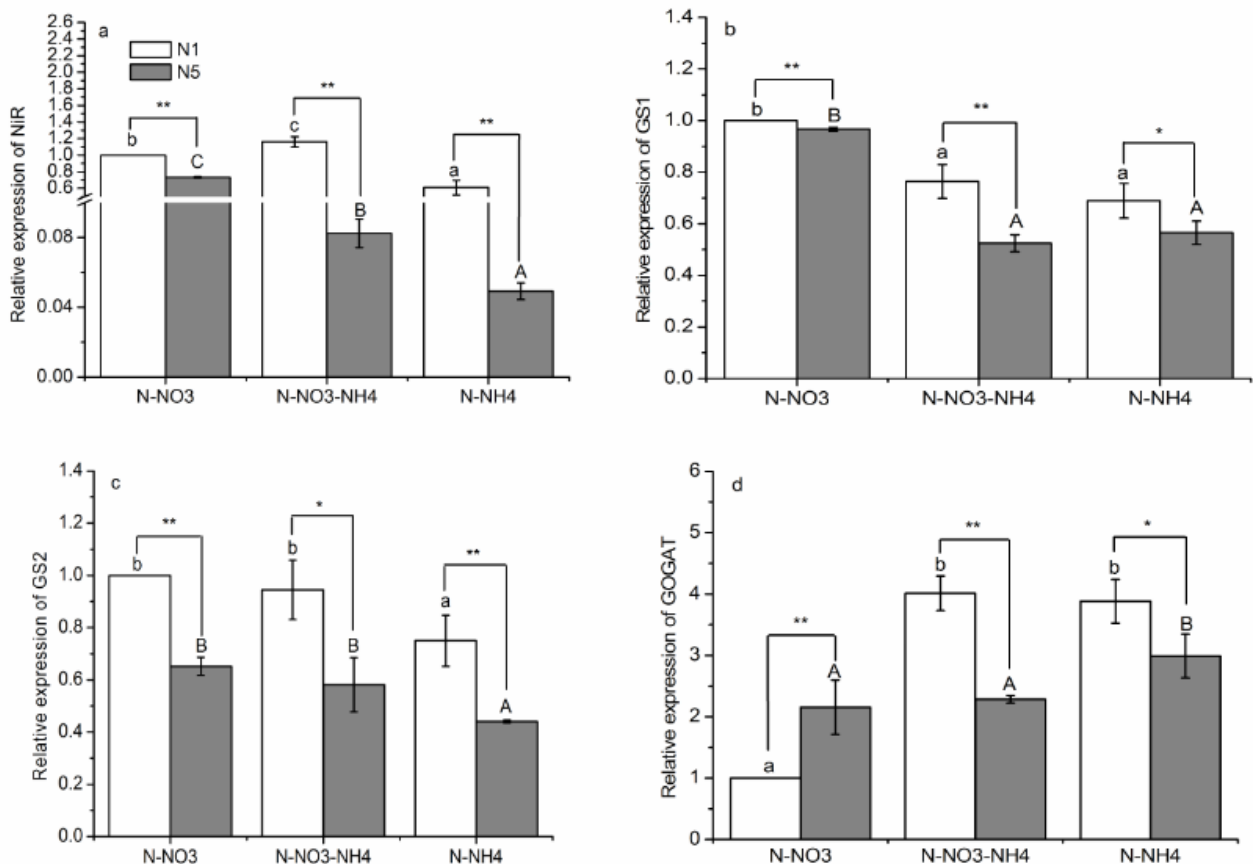 a
N1
N5
Relative expression of NiR
2.6
2.4
2.2
2.0
1.8
1.6
1.4
1.2
1.0
0.8
0.6
0.08
0.04
0.00
**
**
**
b
C
c
B
a
A
N-NO3
N-NO3-NH4
N-NH4
b
Relative expression of GS1
1.4
1.2
1.0
0.8
0.6
0.4
0.2
0.0
**
**
*
b
B
a
A
a
A
N-NO3
N-NO3-NH4
N-NH4
c
Relative expression of GS2
1.4
1.2
1.0
0.8
0.6
0.4
0.2
0.0
**
*
**
b
B
b
B
a
A
N-NO3
N-NO3-NH4
N-NH4
d
Relative expression of GOGAT
6
5
4
3
2
1
0
**
**
*
a
A
b
A
b
B
N-NO3
N-NO3-NH4
N-NH4